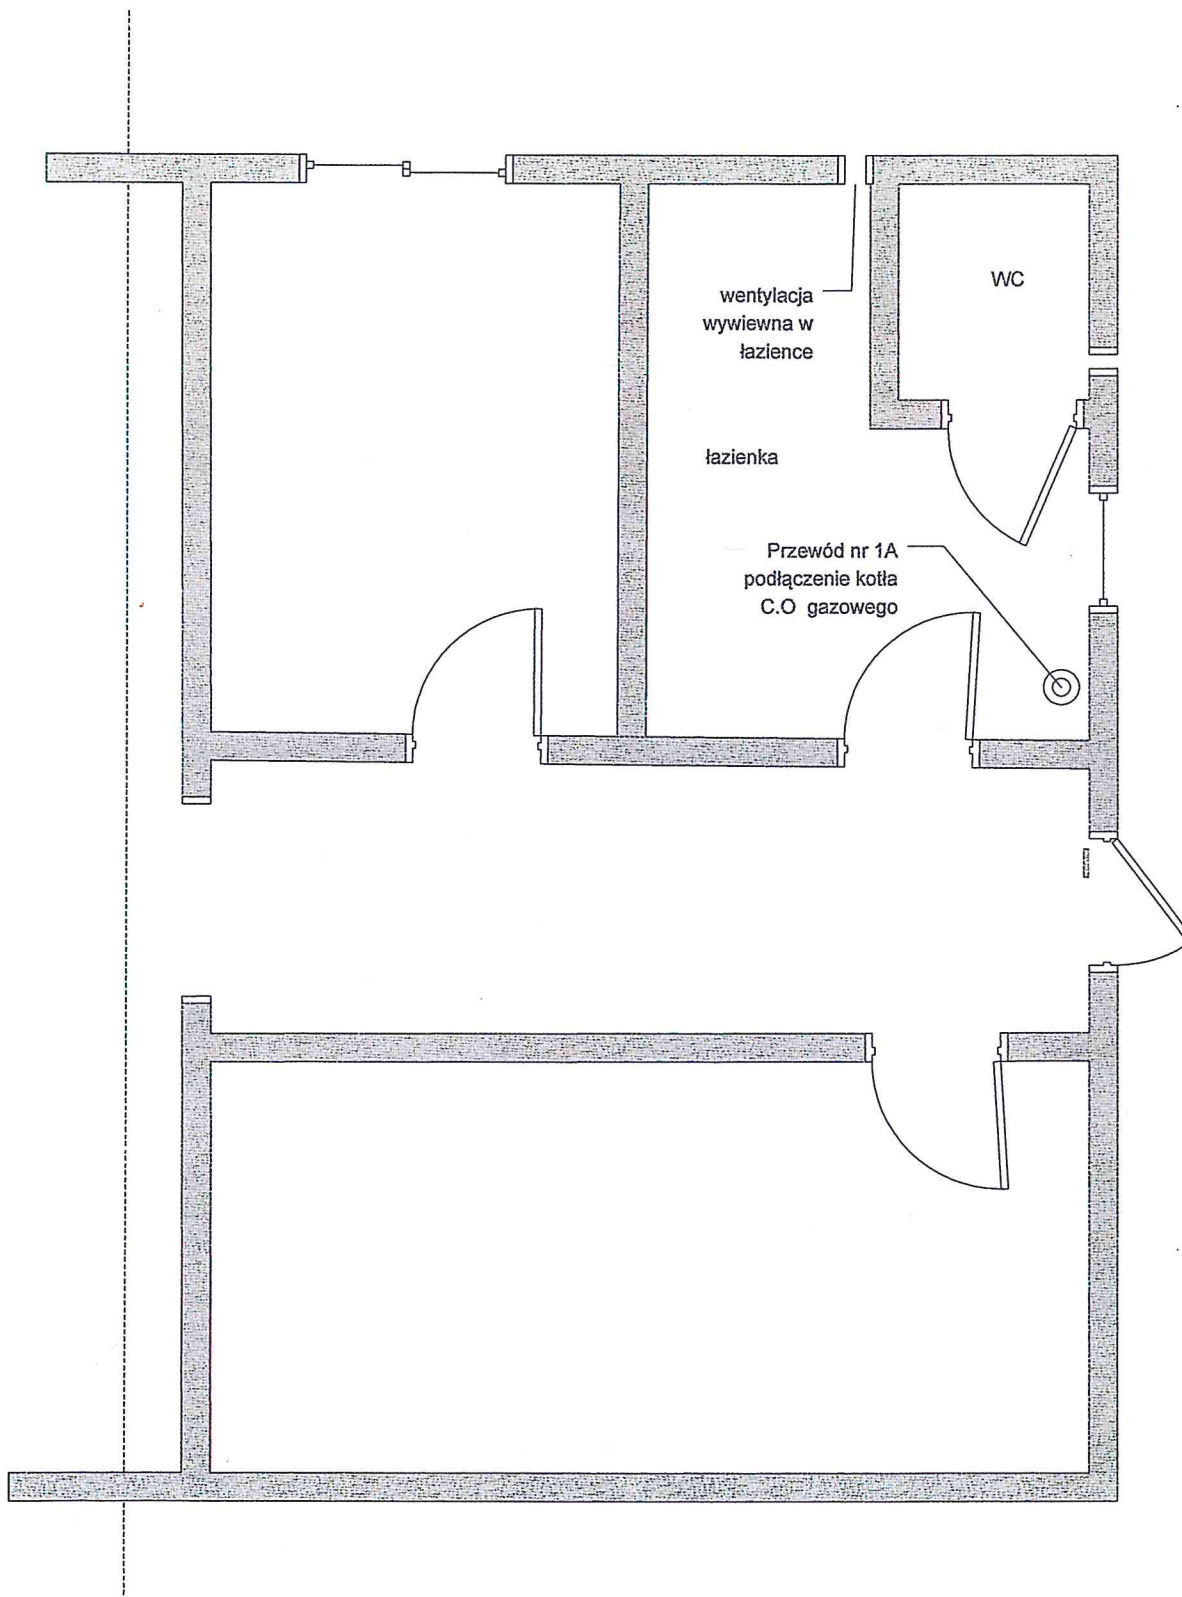 WC
wentylacja
wywiewna w
łazience
łazienka
Przewód nr 1A
podłączenie kotła
C.O gazowego